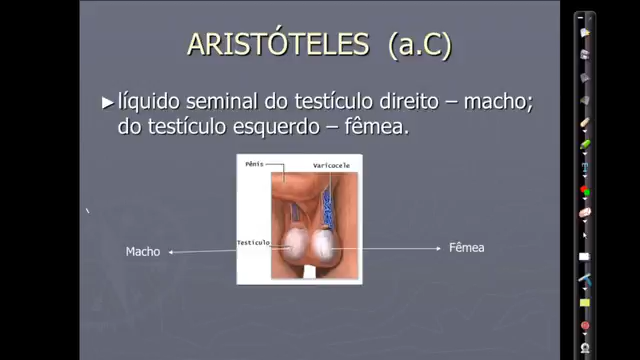 ARISTÓTELES (a.C)
►líquido seminal do testículo direito – macho;
do testículo esquerdo – fêmea.
Pênis
Varicocele
Testículo
Macho
Fêmea